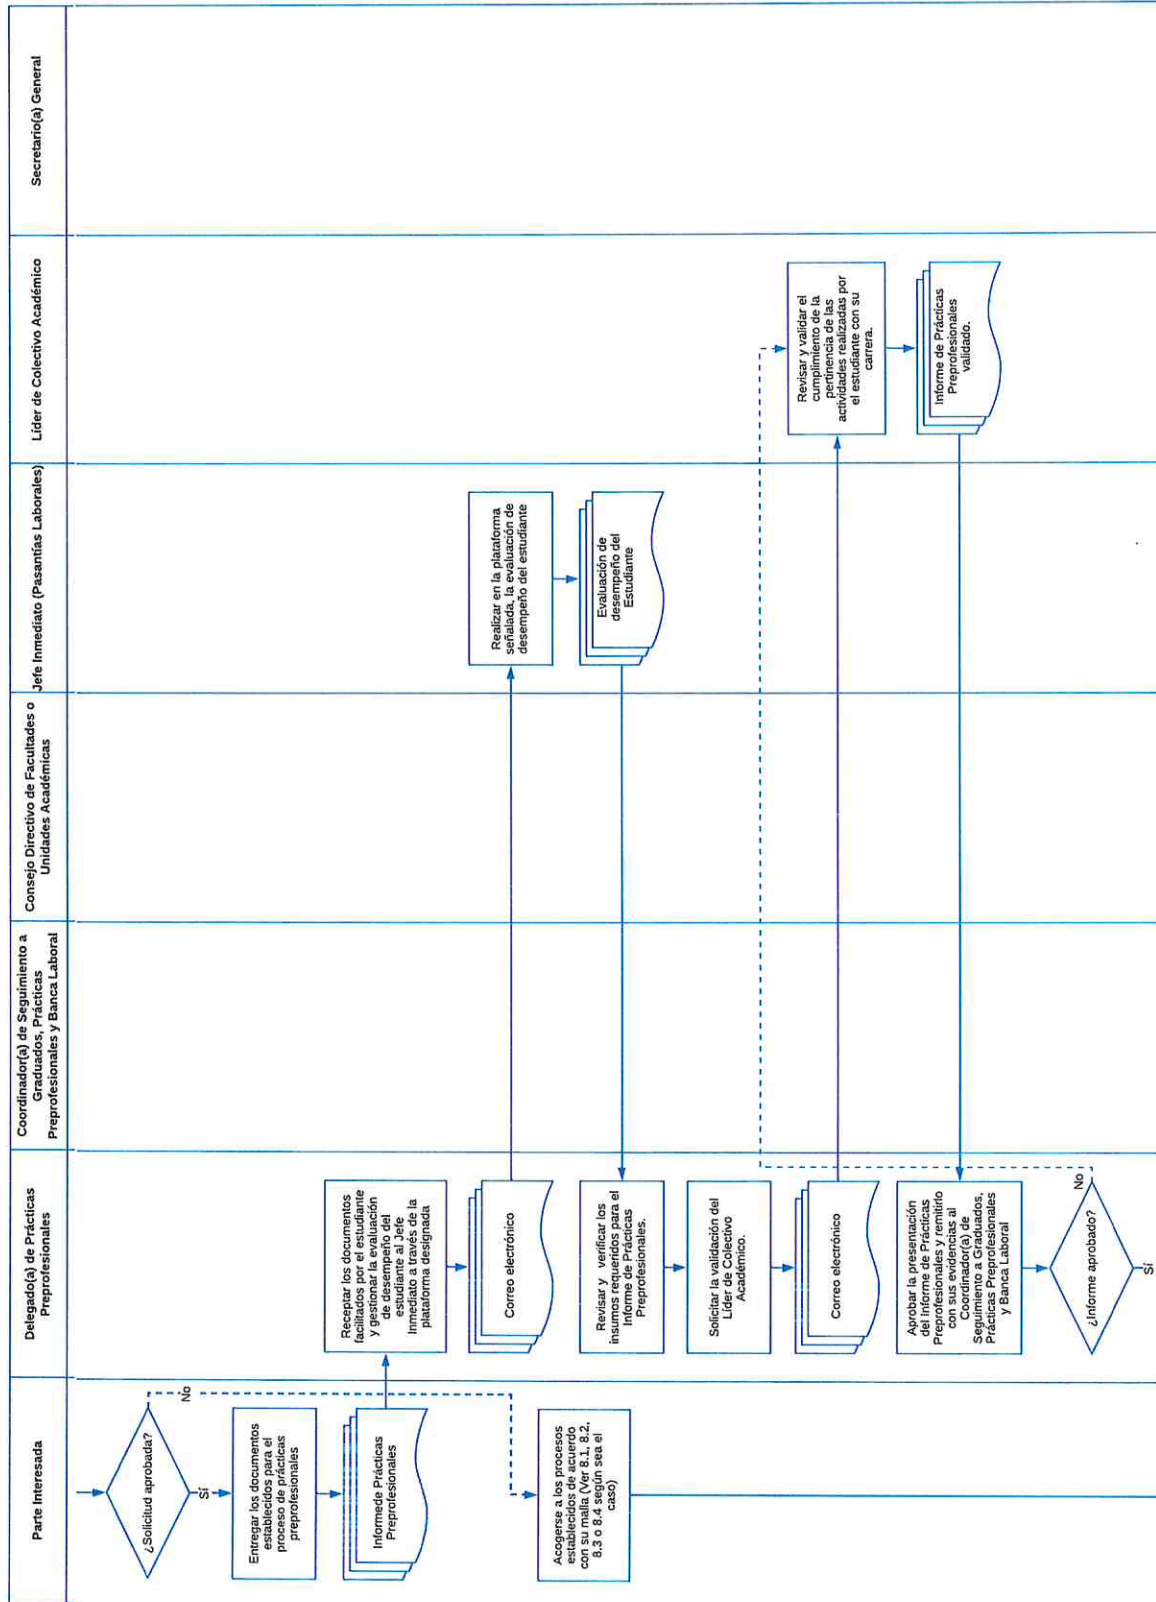 Parte Interesada
Delegado(a) de Prácticas
Preprofesionales
Coordinador(a) de Seguimiento a
Graduados, Prácticas
Preprofesionales y Banca Laboral
Consejo Directivo de Facultades o
Unidades Académicas
Jefe Inmediato (Pasantías Laborales)
Líder de Colectivo Académico
Secretario(a) General
¿Solicitud aprobada?
No
Sí
Entregar los documentos
establecidos para el
proceso de prácticas
preprofesionales
Informede Prácticas
Preprofesionales
Receptar los documentos
facilitados por el estudiante
y gestionar la evaluación
de desempeño del
estudiante al Jefe
Inmediato a través de la
plataforma designada
Correo electrónico
Realizar en la plataforma
señalada, la evaluación de
desempeño del estudiante
Evaluación de
desempeño del
Estudiante
Acogerse a los procesos
establecidos de acuerdo
con su malla (Ver 8.1, 8.2,
8.3 o 8.4 según sea el
caso)
Revisar y verificar los
insumos requeridos para el
Informe de Prácticas
Preprofesionales.
Solicitar la validación del
Líder de Colectivo
Académico.
Correo electrónico
Revisar y validar el
cumplimiento de la
pertinencia de las
actividades realizadas por
el estudiante con su
carrera.
Informe de Prácticas
Preprofesionales
validado.
Aprobar la presentación
del Informe de Prácticas
Preprofesionales y remitirlo
con sus evidencias al
Coordinador(a) de
Seguimiento a Graduados,
Prácticas Preprofesionales
y Banca Laboral
¿Informe aprobado?
No
Sí